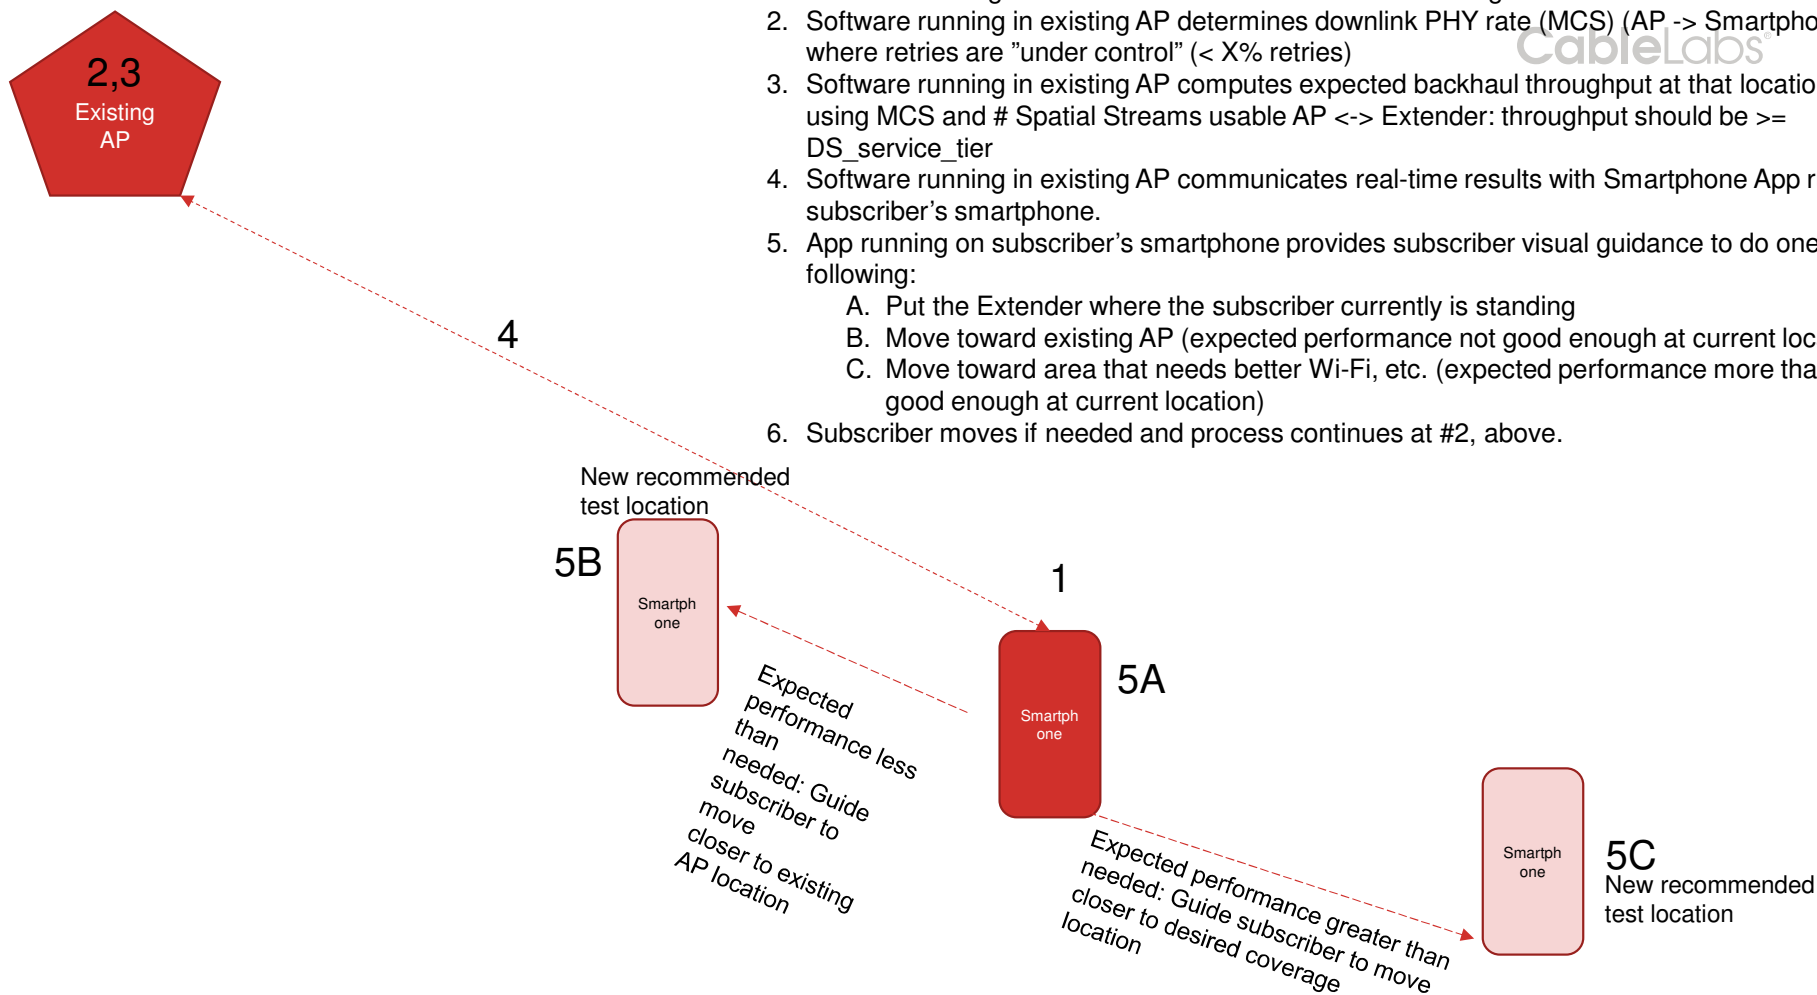 2. Software running in existing AP determines downlink PHY rate (MCS) (AP -> Smartpho
where retries are ”under control” (< X% retries)
CableLabs®
3. Software running in existing AP computes expected backhaul throughput at that locatio
using MCS and # Spatial Streams usable AP <-> Extender: throughput should be >=
DS_service_tier
4. Software running in existing AP communicates real-time results with Smartphone App r
subscriber’s smartphone.
5. App running on subscriber’s smartphone provides subscriber visual guidance to do one
following:
A. Put the Extender where the subscriber currently is standing
B. Move toward existing AP (expected performance not good enough at current loc
C. Move toward area that needs better Wi-Fi, etc. (expected performance more tha
good enough at current location)
6. Subscriber moves if needed and process continues at #2, above.
2,3
Existing
AP
4
New recommended
test location
5B
Smartph
one
1
5A
Smartph
one
Expected
performance less
than
needed: Guide
subscriber to
move
closer to existing
AP location
Expected performance greater than
needed: Guide subscriber to move
closer to desired coverage
location
Smartph
one
5C
New recommended
test location